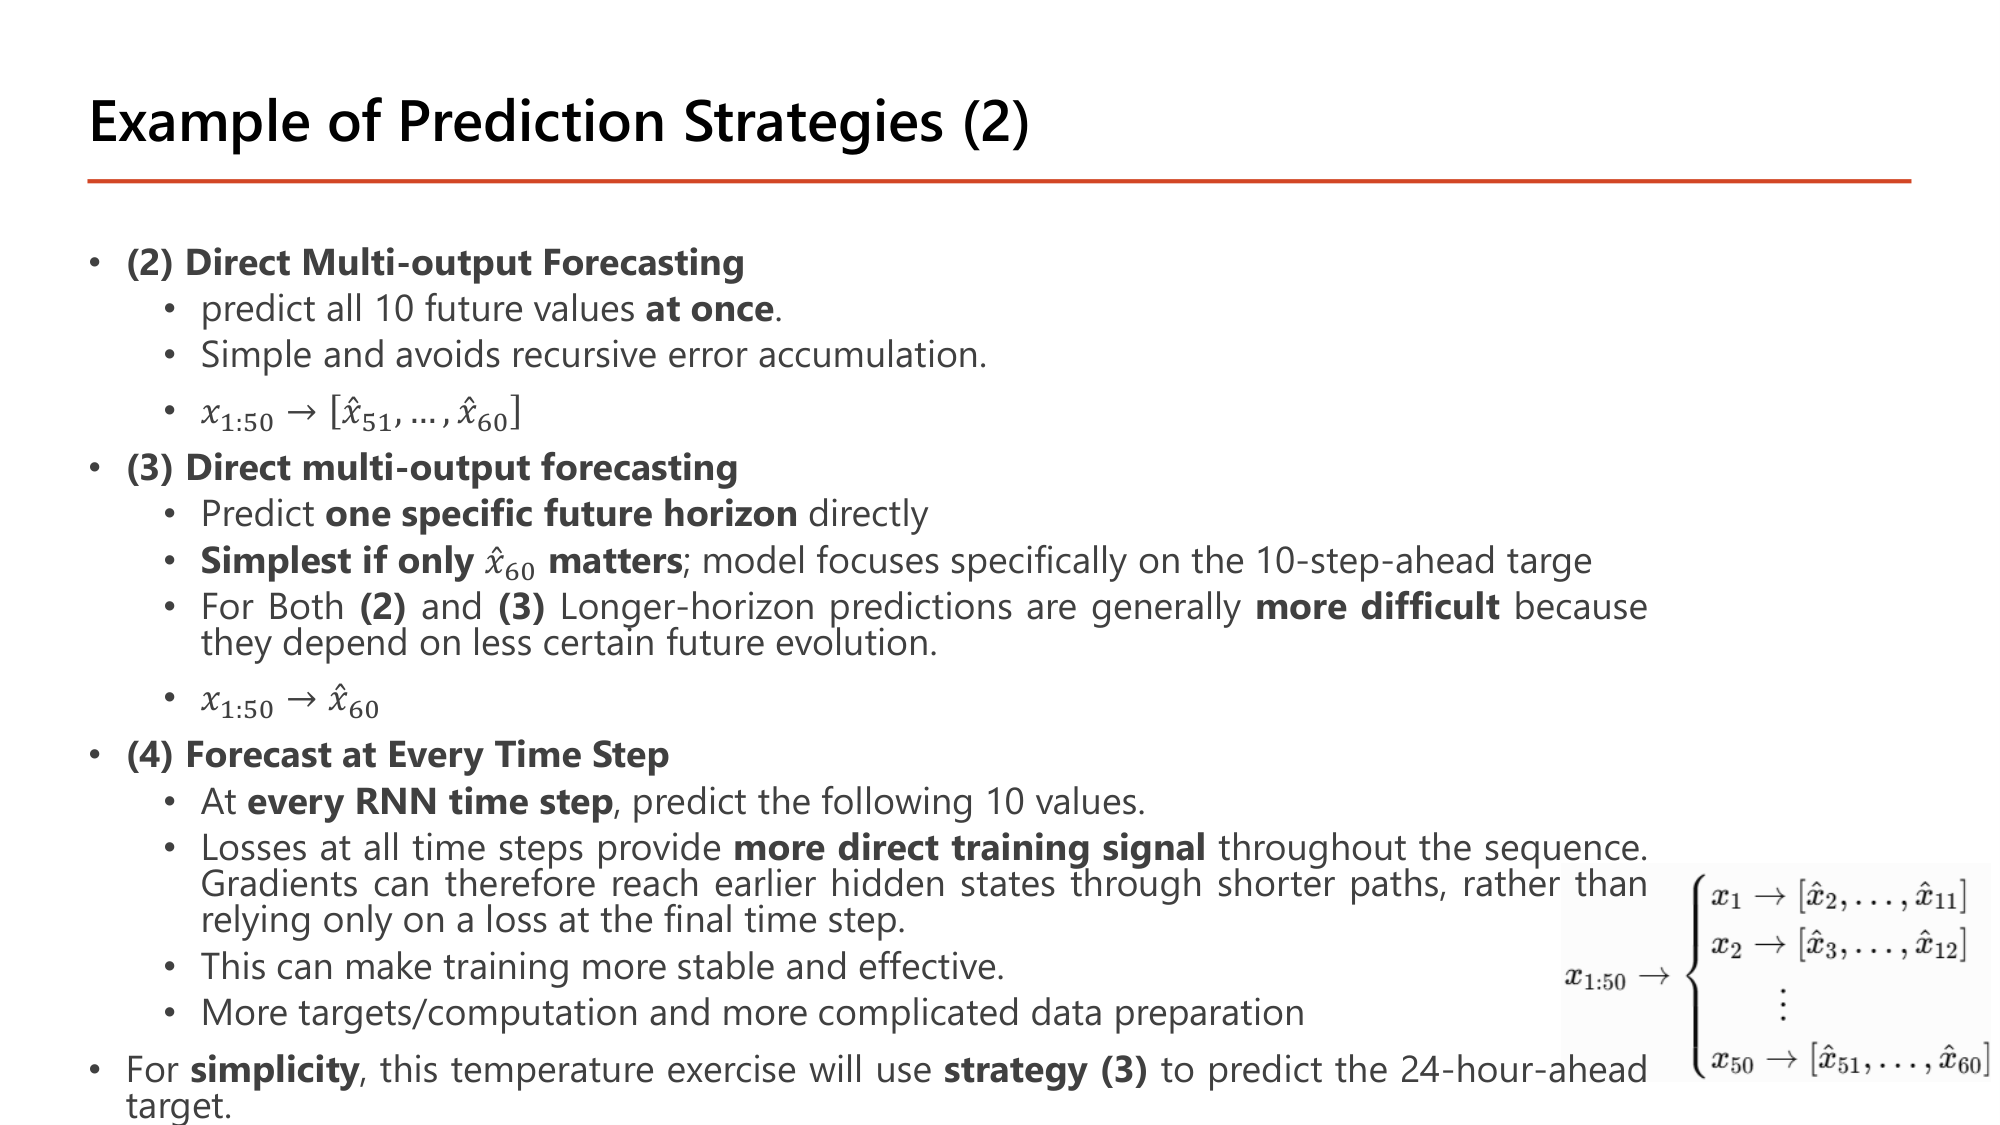 Example of Prediction Strategies (2)
• (2) Direct Multi-output Forecasting
• predict all 10 future values at once.
• Simple and avoids recursive error accumulation.
• x₁:₅₀ → [x̂₅₁, … , x̂₆₀]
• (3) Direct multi-output forecasting
• Predict one specific future horizon directly
• Simplest if only x̂₆₀ matters; model focuses specifically on the 10-step-ahead targe
• For Both (2) and (3) Longer-horizon predictions are generally more difficult because
they depend on less certain future evolution.
• x₁:₅₀ → x̂₆₀
• (4) Forecast at Every Time Step
• At every RNN time step, predict the following 10 values.
• Losses at all time steps provide more direct training signal throughout the sequence.
Gradients can therefore reach earlier hidden states through shorter paths, rather than
relying only on a loss at the final time step.
• This can make training more stable and effective.
• More targets/computation and more complicated data preparation
• For simplicity, this temperature exercise will use strategy (3) to predict the 24-hour-ahead
target.
x₁:₅₀ → {
x₁ → [x̂₂, . . . , x̂₁₁]
x₂ → [x̂₃, . . . , x̂₁₂]
⋮
x₅₀ → [x̂₅₁, . . . , x̂₆₀]